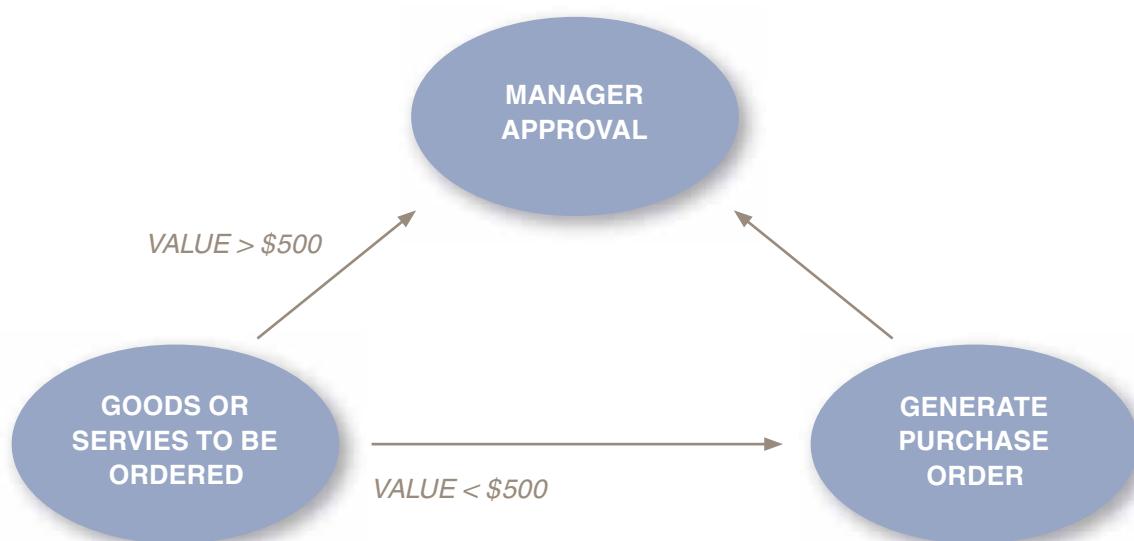 MANAGER
APPROVAL
VALUE > $500
GOODS OR
SERVIES TO BE
ORDERED
VALUE < $500
GENERATE
PURCHASE
ORDER